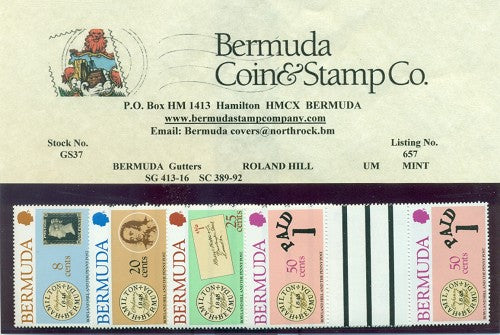 Bermuda
Coin&Stamp Co.
P.O. Box HM 1413 Hamilton HMCX BERMUDA
www.bermudastampcompany.com
Email: Bermuda covers@northrock.bm
Stock No.
GS37
Listing No.
657
BERMUDA Gutters ROLAND HILL UM MINT
SG 413-16 SC 389-92
BERMUDA
8
cents
BERMUDA
20
cents
BERMUDA
25
cents
BERMUDA
PAID
1
50
cents
BERMUDA
PAID
1
50
cents